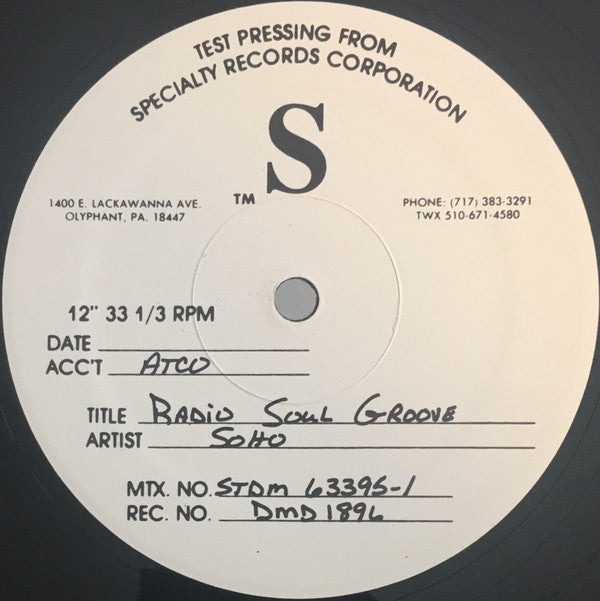 TEST PRESSING FROM
SPECIALTY RECORDS CORPORATION
S
TM
1400 E. LACKAWANNA AVE.
OLYPHANT, PA. 18447
PHONE: (717) 383-3291
TWX 510-671-4580
12" 33 1/3 RPM
DATE
ACC'T ATCO
TITLE RADIO SOUL GROOVE
ARTIST SOHO
MTX. NO. STDM 63395-1
REC. NO. DMD 1896